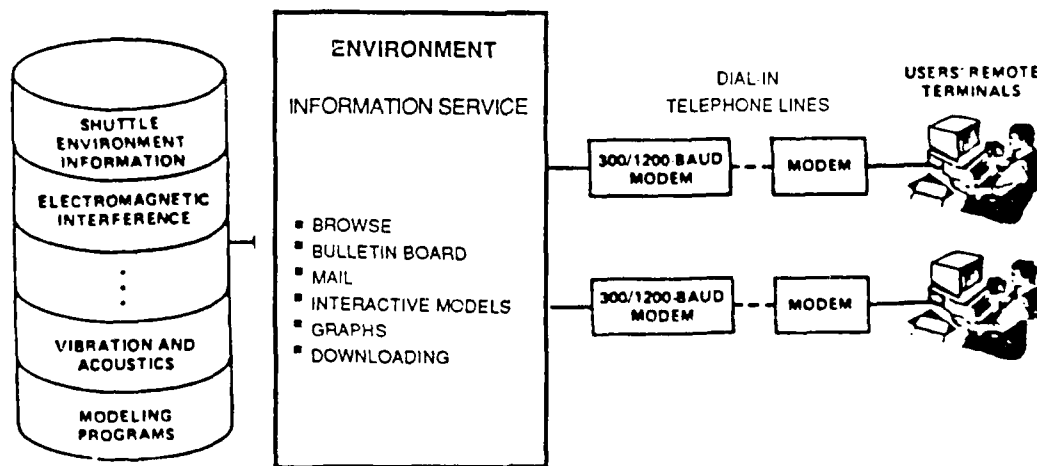 SHUTTLE
ENVIRONMENT
INFORMATION
ELECTROMAGNETIC
INTERFERENCE
VIBRATION AND
ACOUSTICS
MODELING
PROGRAMS
ENVIRONMENT
INFORMATION SERVICE
▪ BROWSE
▪ BULLETIN BOARD
▪ MAIL
▪ INTERACTIVE MODELS
▪ GRAPHS
▪ DOWNLOADING
DIAL-IN
TELEPHONE LINES
USERS' REMOTE
TERMINALS
300/1200-BAUD
MODEM
MODEM
300/1200-BAUD
MODEM
MODEM